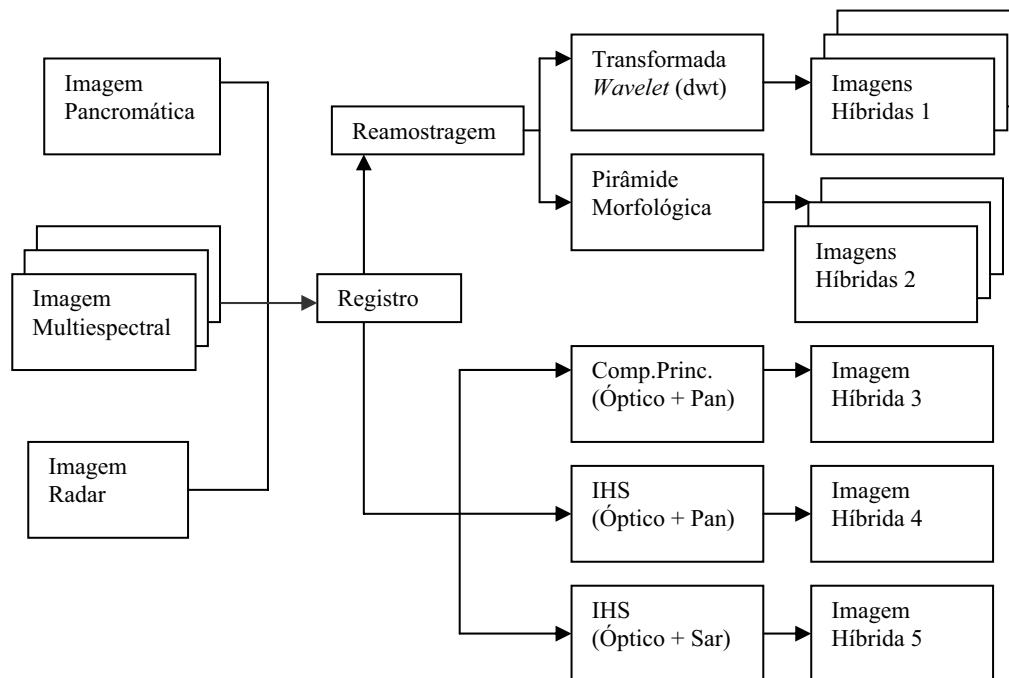 Imagem
Pancromática
Imagem
Multiespectral
Imagem
Radar
Registro
Reamostragem
Transformada
Wavelet (dwt)
Imagens
Híbridas 1
Pirâmide
Morfológica
Imagens
Híbridas 2
Comp.Princ.
(Óptico + Pan)
Imagem
Híbrida 3
IHS
(Óptico + Pan)
Imagem
Híbrida 4
IHS
(Óptico + Sar)
Imagem
Híbrida 5